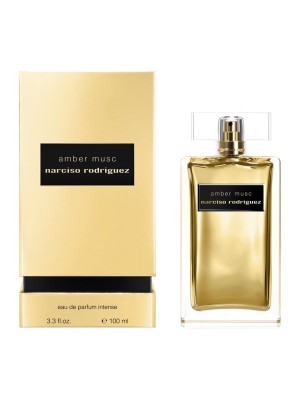 amber musc
narciso rodriguez
eau de parfum intense
3.3 fl oz. ℮ 100 ml
amber musc
narciso rodriguez